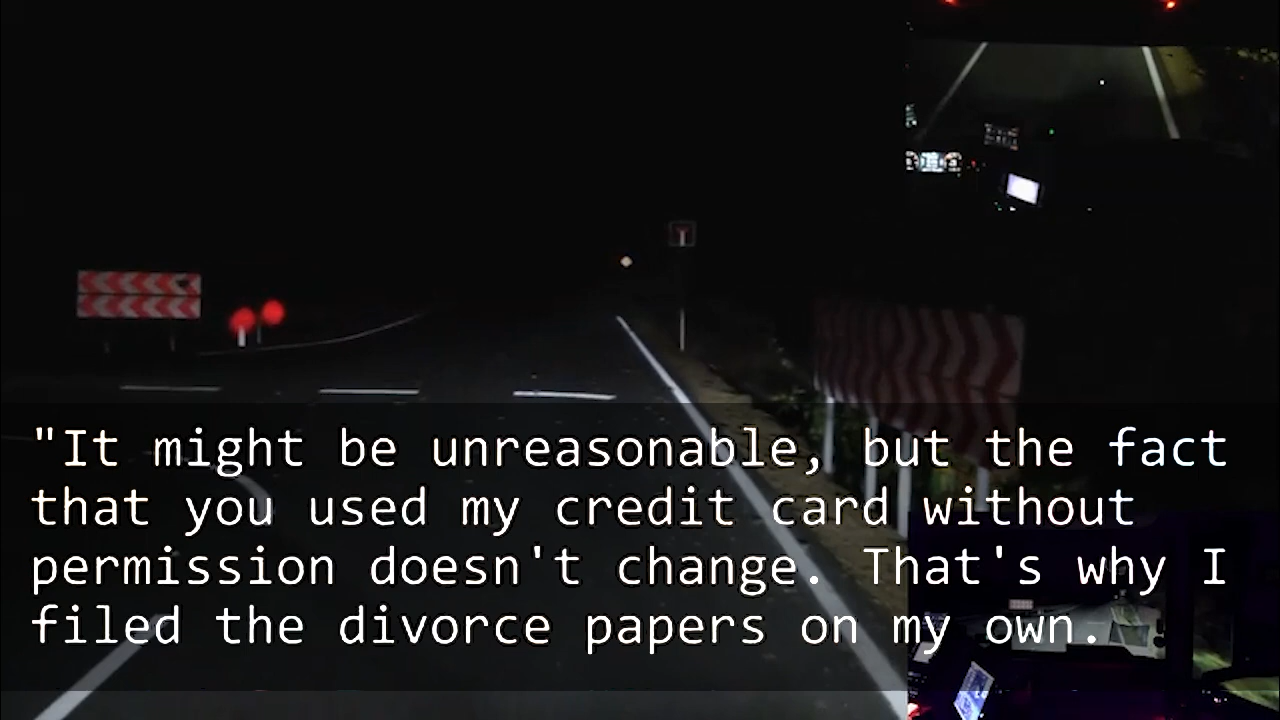 "It might be unreasonable, but the fact
that you used my credit card without
permission doesn't change. That's why I
filed the divorce papers on my own.